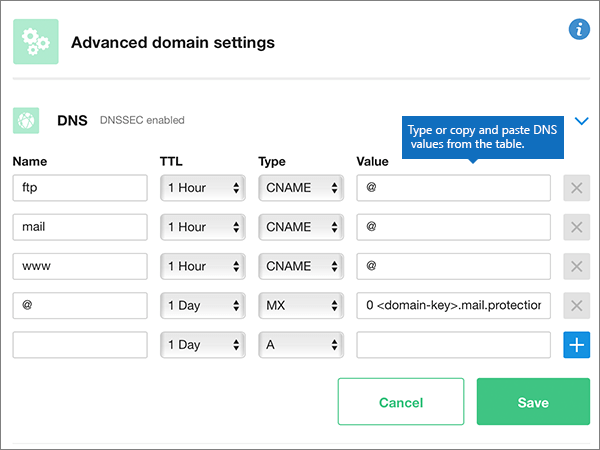 Advanced domain settings
DNS DNSSEC enabled
Type or copy and paste DNS
values from the table.
Name TTL Type Value
ftp 1 Hour CNAME @
mail 1 Hour CNAME @
www 1 Hour CNAME @
@ 1 Day MX 0 <domain-key>.mail.protection
1 Day A
Cancel Save